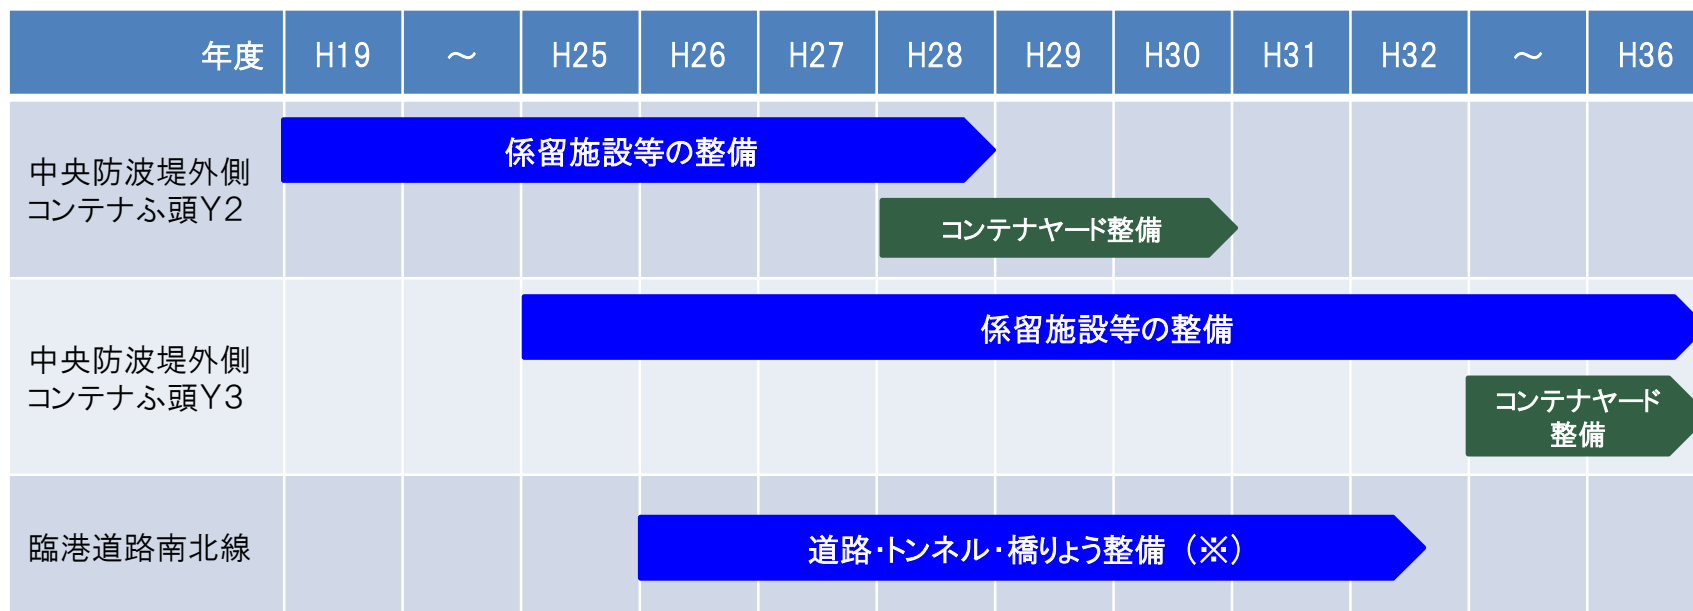 年度 H19 ～ H25 H26 H27 H28 H29 H30 H31 H32 ～ H36
中央防波堤外側
コンテナふ頭Y2
係留施設等の整備
コンテナヤード整備
中央防波堤外側
コンテナふ頭Y3
係留施設等の整備
コンテナヤード
整備
臨港道路南北線
道路・トンネル・橋りょう整備（※）